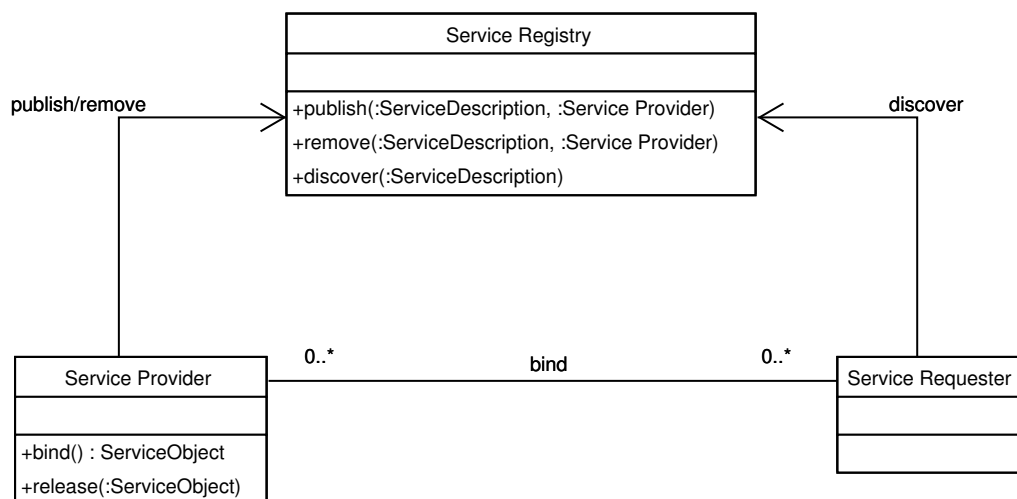 Service Registry
publish/remove
discover
+publish(:ServiceDescription, :Service Provider)
+remove(:ServiceDescription, :Service Provider)
+discover(:ServiceDescription)
0..*
bind
0..*
Service Provider
Service Requester
+bind() : ServiceObject
+release(:ServiceObject)